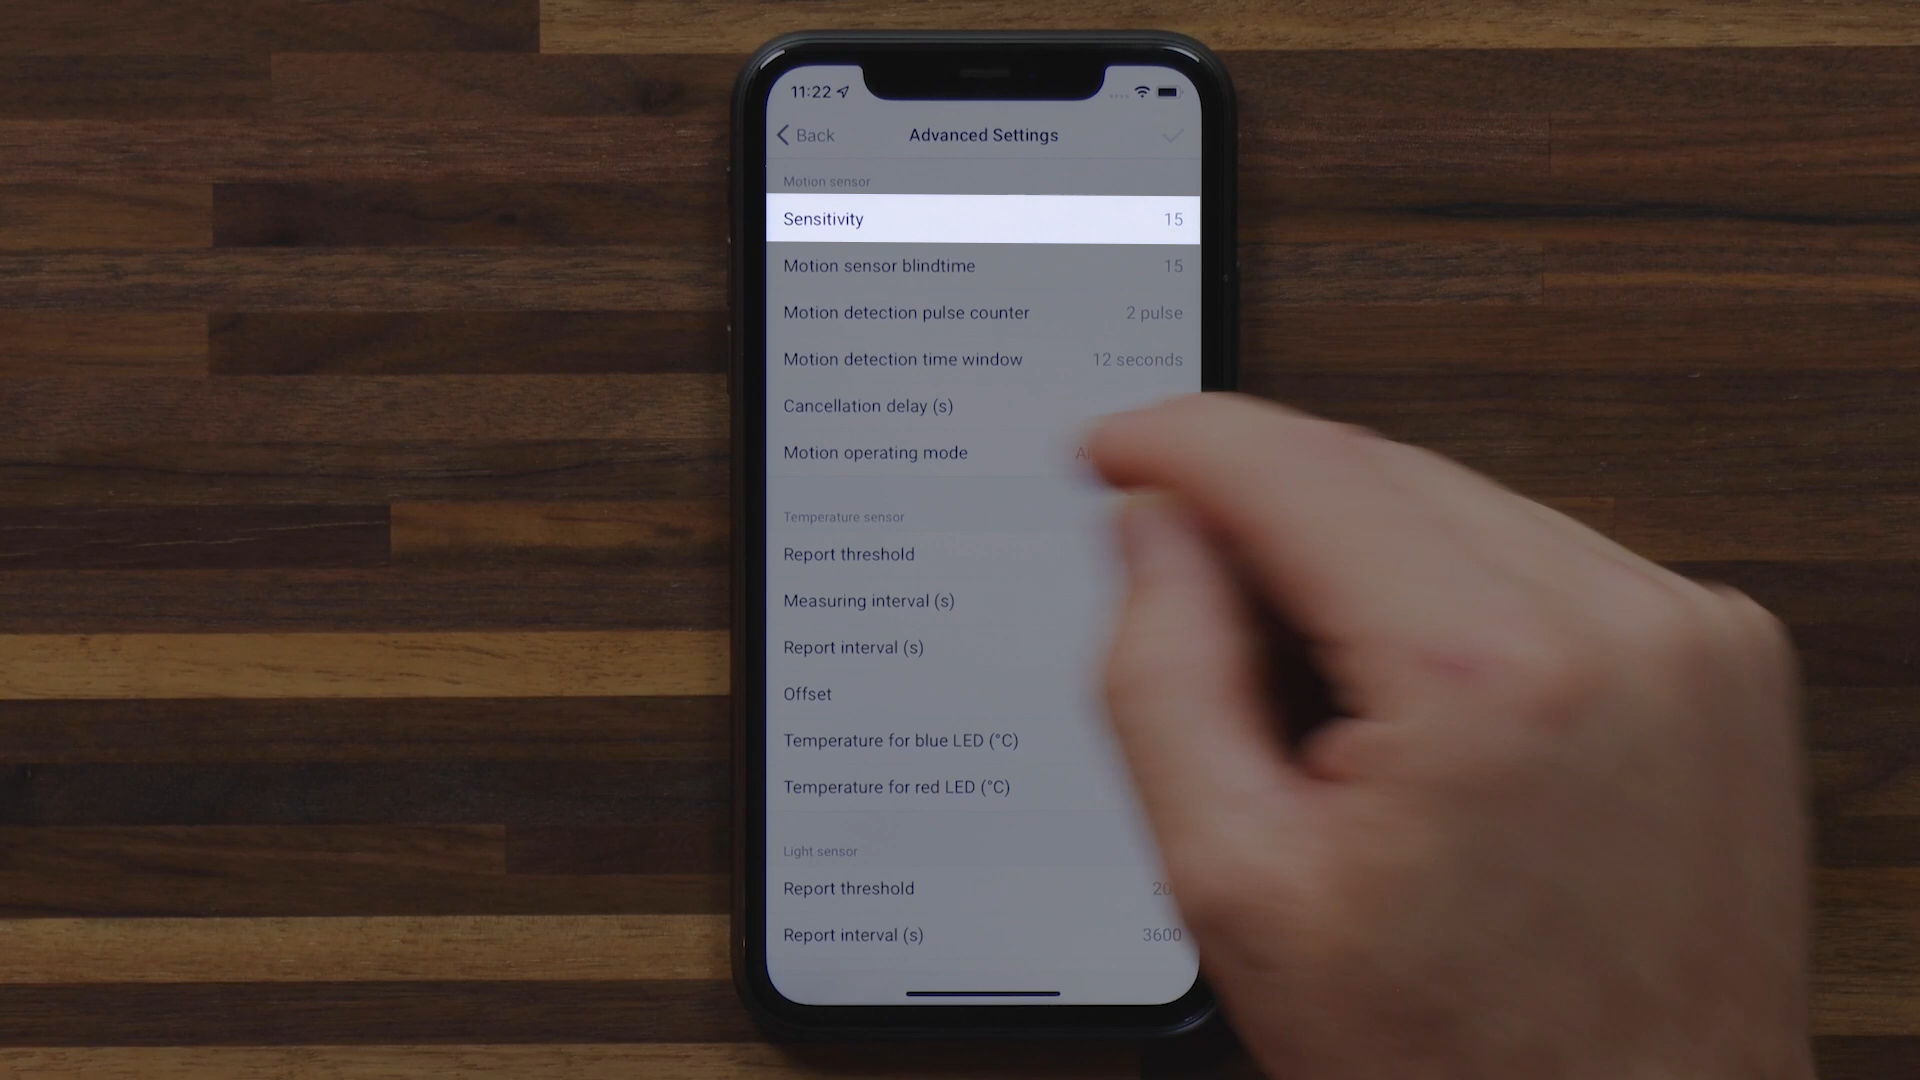 11:22
Back Advanced Settings
Motion sensor
Sensitivity 15
Motion sensor blindtime 15
Motion detection pulse counter 2 pulse
Motion detection time window 12 seconds
Cancellation delay (s)
Motion operating mode
Temperature sensor
Report threshold
Measuring interval (s)
Report interval (s)
Offset
Temperature for blue LED (°C)
Temperature for red LED (°C)
Light sensor
Report threshold
Report interval (s) 3600